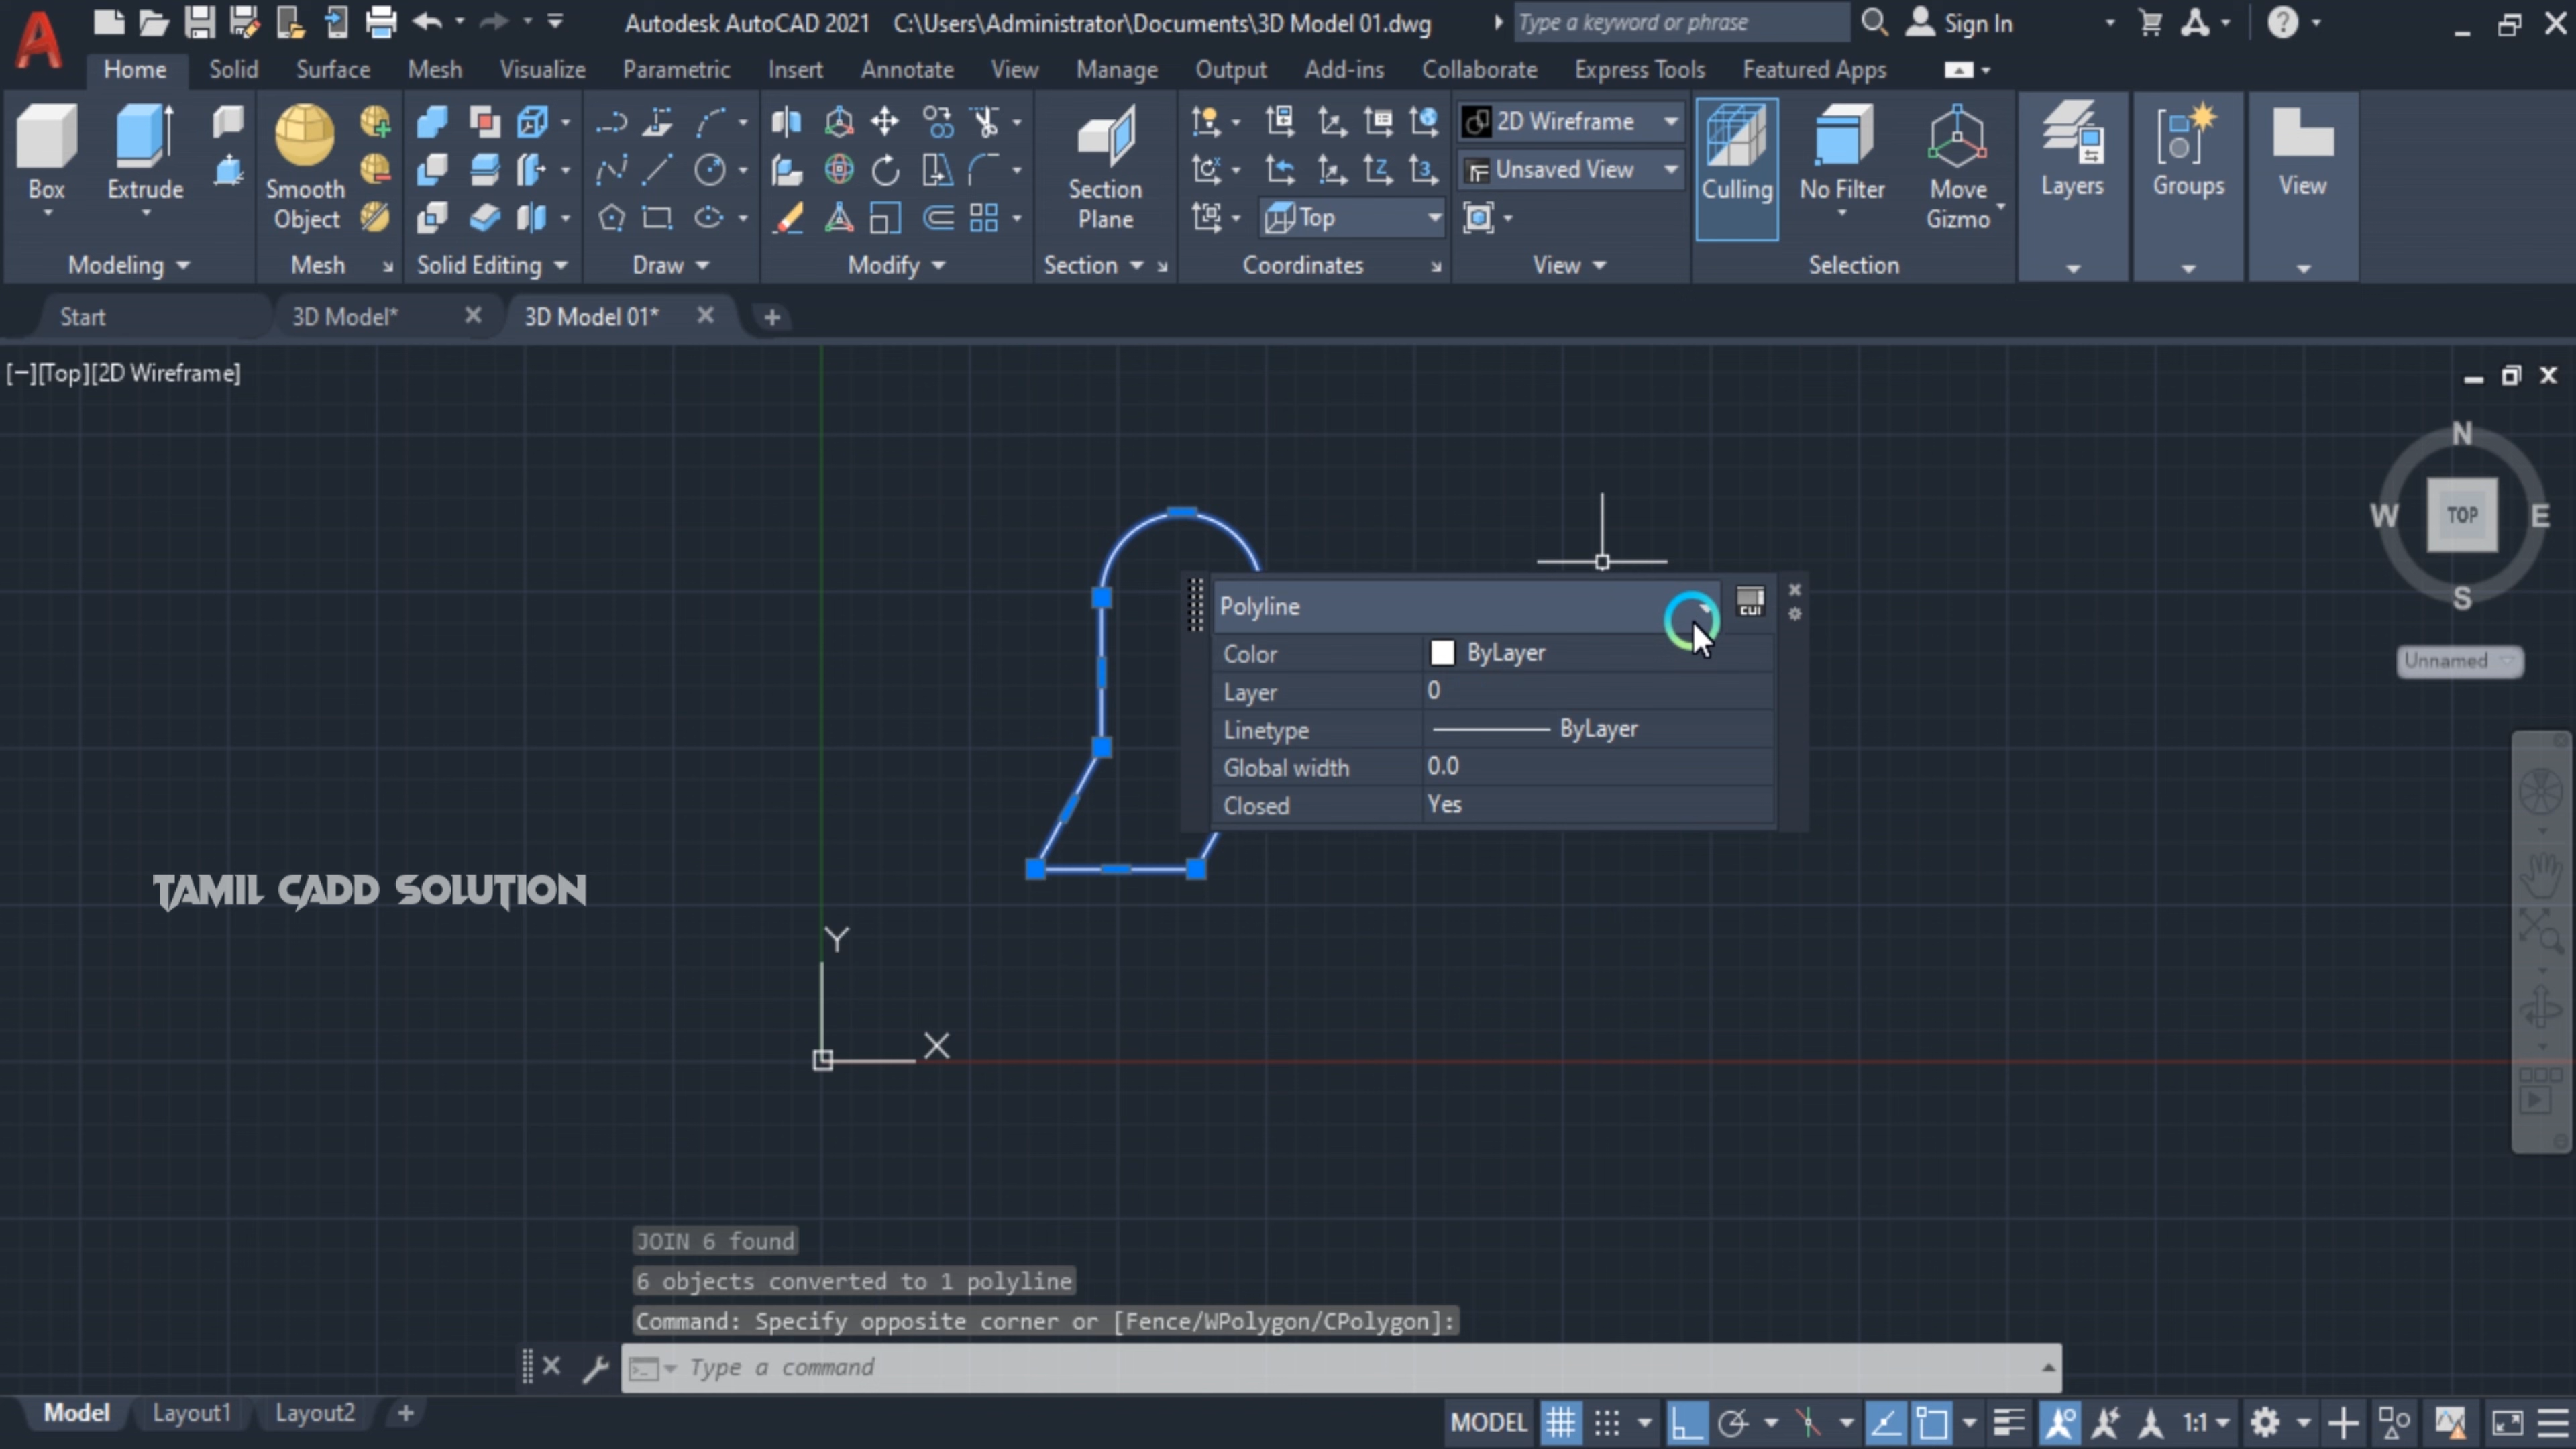 Autodesk AutoCAD 2021 C:\Users\Administrator\Documents\3D Model 01.dwg Type a keyword or phrase Sign In
Home Solid Surface Mesh Visualize Parametric Insert Annotate View Manage Output Add-ins Collaborate Express Tools Featured Apps
2D Wireframe
Unsaved View
Box Extrude Smooth Object Section Plane Culling No Filter Move Gizmo Layers Groups View
Top
Modeling Mesh Solid Editing Draw Modify Section Coordinates View Selection
Start 3D Model* 3D Model 01*
[−][Top][2D Wireframe]
N
W TOP E
S
Unnamed
Polyline CUI
Color ByLayer
Layer 0
Linetype ByLayer
Global width 0.0
Closed Yes
TAMIL CADD SOLUTION
Y
X
JOIN 6 found
6 objects converted to 1 polyline
Command: Specify opposite corner or [Fence/WPolygon/CPolygon]:
Type a command
Model Layout1 Layout2 MODEL 1:1